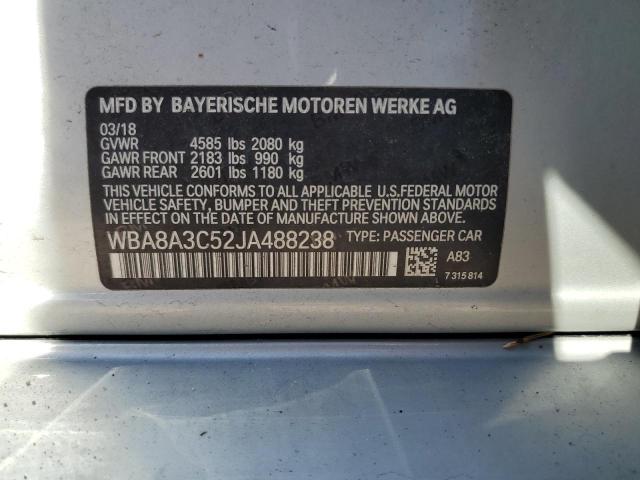 MFD BY BAYERISCHE MOTOREN WERKE AG
03/18
GVWR 4585 lbs 2080 kg
GAWR FRONT 2183 lbs 990 kg
GAWR REAR 2601 lbs 1180 kg
THIS VEHICLE CONFORMS TO ALL APPLICABLE U.S.FEDERAL MOTOR
VEHICLE SAFETY, BUMPER AND THEFT PREVENTION STANDARDS
IN EFFECT ON THE DATE OF MANUFACTURE SHOWN ABOVE.
WBA8A3C52JA488238 TYPE: PASSENGER CAR
A83
7 315 814